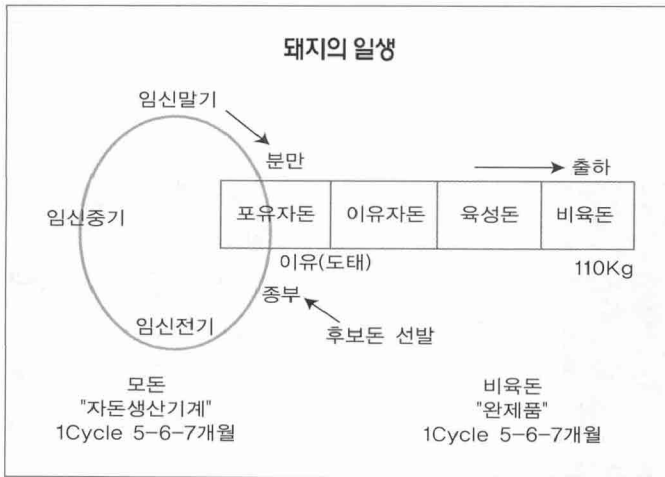 돼지의 일생
임신말기
분만
출하
임신중기
포유자돈 이유자돈 육성돈 비육돈
이유(도태)
110Kg
종부
임신전기
후보돈 선발
모돈
"자돈생산기계"
1Cycle 5-6-7개월
비육돈
"완제품"
1Cycle 5-6-7개월